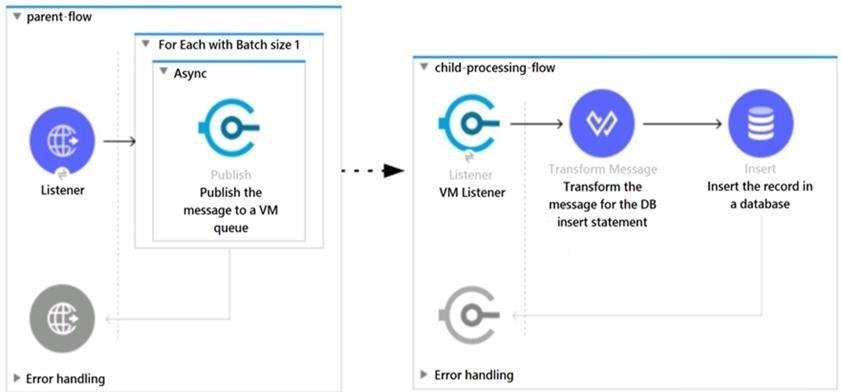 parent-flow
For Each with Batch size 1
Async
Listener
Publish
Publish the
message to a VM
queue
Error handling
child-processing-flow
Listener
VM Listener
Transform Message
Transform the
message for the DB
insert statement
Insert
Insert the record in
a database
Error handling